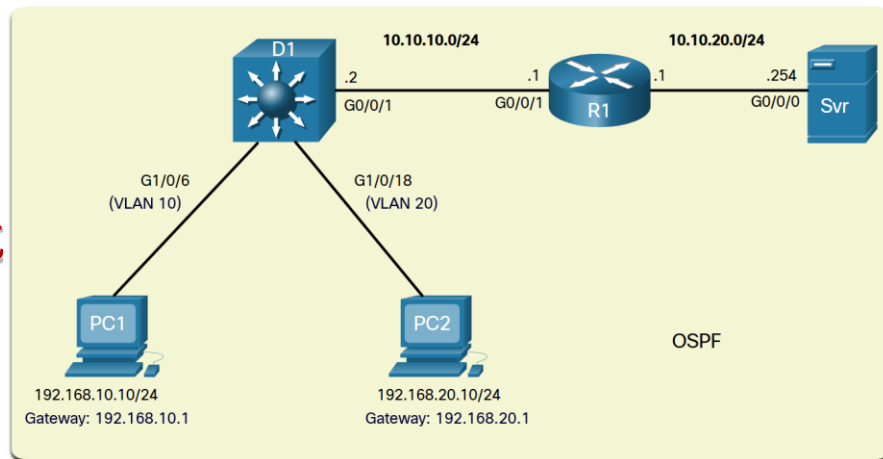 10.10.10.0/24
10.10.20.0/24
D1
.2
.1
.1
.254
G0/0/1
G0/0/1
G0/0/0
R1
Svr
G1/0/6
(VLAN 10)
G1/0/18
(VLAN 20)
PC1
PC2
OSPF
192.168.10.10/24
Gateway: 192.168.10.1
192.168.20.10/24
Gateway: 192.168.20.1